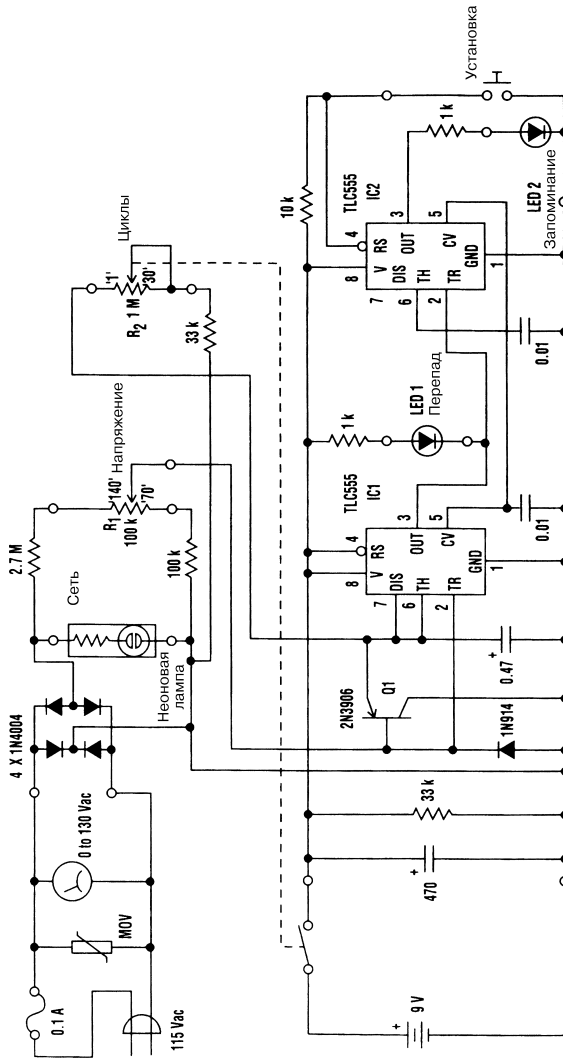 0.1 A
115 Vac
MOV
0 to 130 Vac
4 X 1N4004
Неоновая
лампа
Сеть
2.7 M
100 k
R1
100 k
'140'
'70'
Напряжение
33 k
R2 1 M
'1'
'30'
Циклы
9 V
+
470
+
33 k
1N914
2N3906
Q1
0.47
+
TLC555
IC1
8
4
7
6
2
3
5
1
V
RS
DIS
TH
TR
OUT
CV
GND
0.01
1 k
LED 1
Перепад
10 k
TLC555
IC2
8
4
7
6
2
3
5
1
V
RS
DIS
TH
TR
OUT
CV
GND
0.01
1 k
LED 2
Запоминание
Установка